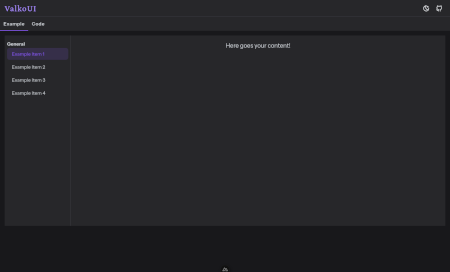 ValkoUI
Example Code
General
Example Item 1
Here goes your content!
Example Item 2
Example Item 3
Example Item 4